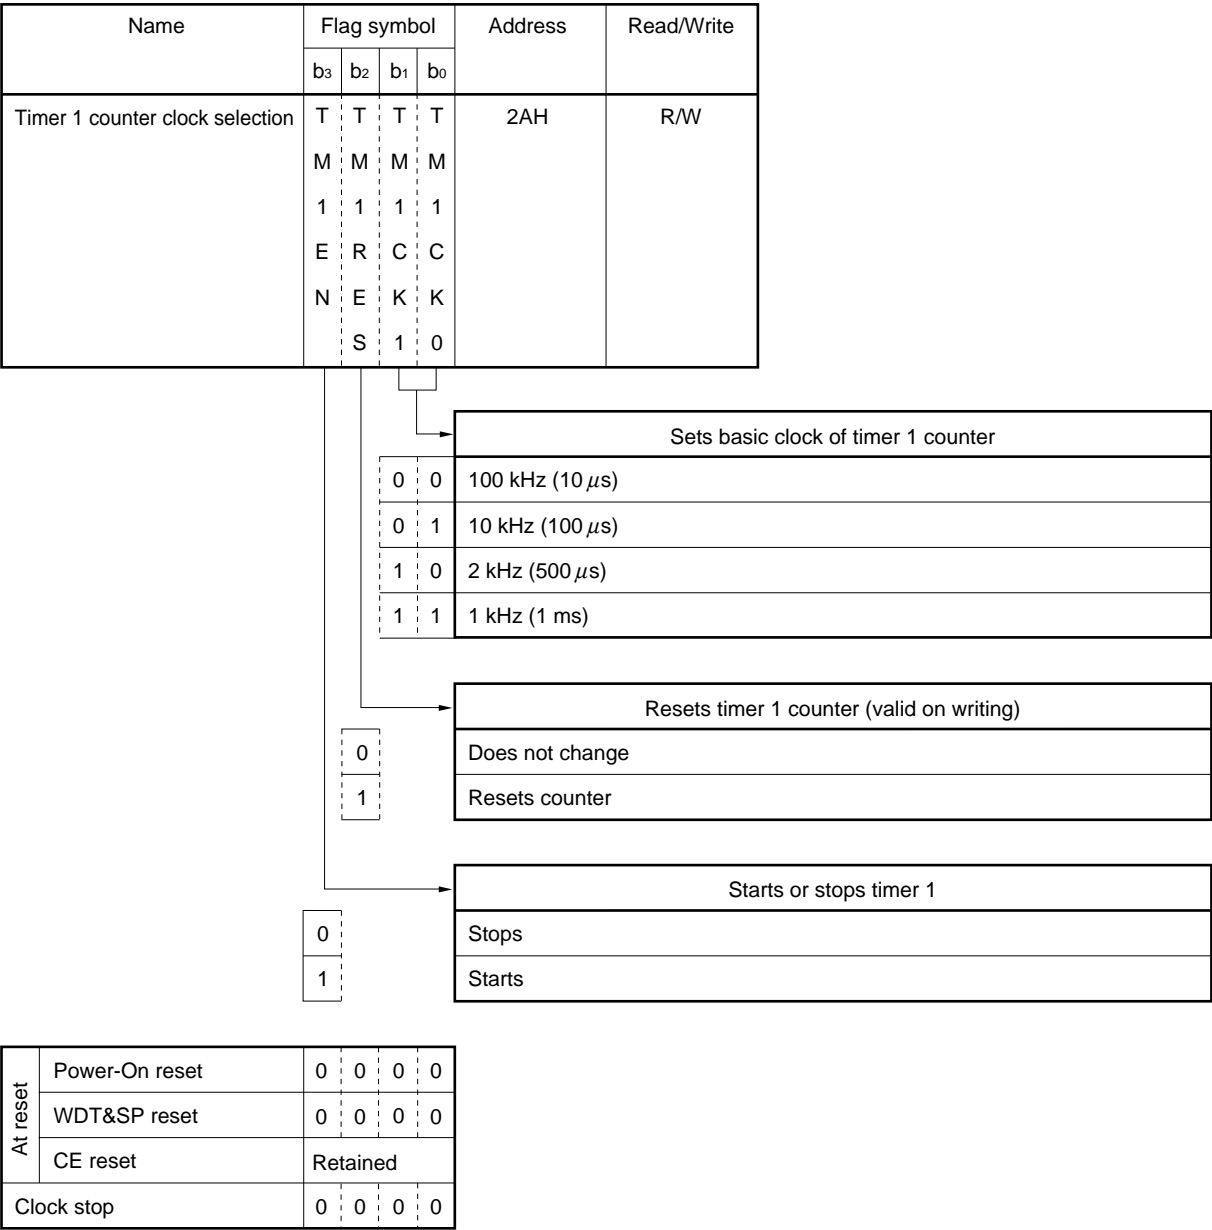 Name Flag symbol Address Read/Write
b3 b2 b1 b0
Timer 1 counter clock selection T T T T 2AH R/W
M M M M
1 1 1 1
E R C C
N E K K
S 1 0
Sets basic clock of timer 1 counter
0 0 100 kHz (10 μs)
0 1 10 kHz (100 μs)
1 0 2 kHz (500 μs)
1 1 1 kHz (1 ms)
Resets timer 1 counter (valid on writing)
0 Does not change
1 Resets counter
Starts or stops timer 1
0 Stops
1 Starts
At reset
Power-On reset 0 0 0 0
WDT&SP reset 0 0 0 0
CE reset Retained
Clock stop 0 0 0 0